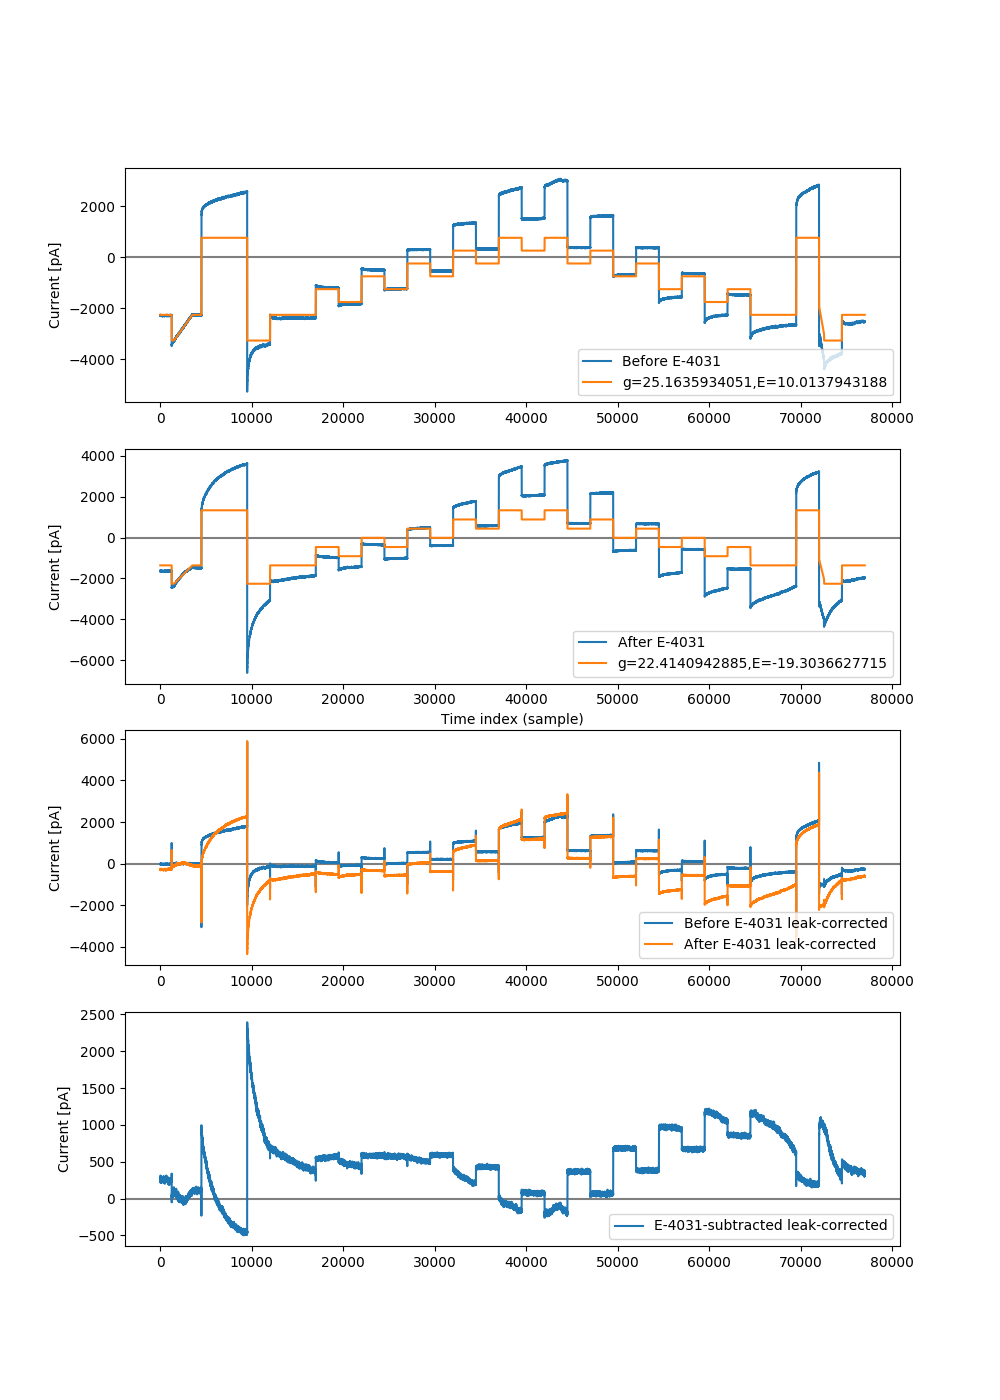 Current [pA]
2000
0
−2000
−4000
Before E-4031
g=25.1635934051,E=10.0137943188
0 10000 20000 30000 40000 50000 60000 70000 80000
Current [pA]
4000
2000
0
−2000
−4000
−6000
After E-4031
g=22.4140942885,E=-19.3036627715
0 10000 20000 30000 40000 50000 60000 70000 80000
Time index (sample)
Current [pA]
6000
4000
2000
0
−2000
−4000
Before E-4031 leak-corrected
After E-4031 leak-corrected
0 10000 20000 30000 40000 50000 60000 70000 80000
Current [pA]
2500
2000
1500
1000
500
0
−500
E-4031-subtracted leak-corrected
0 10000 20000 30000 40000 50000 60000 70000 80000